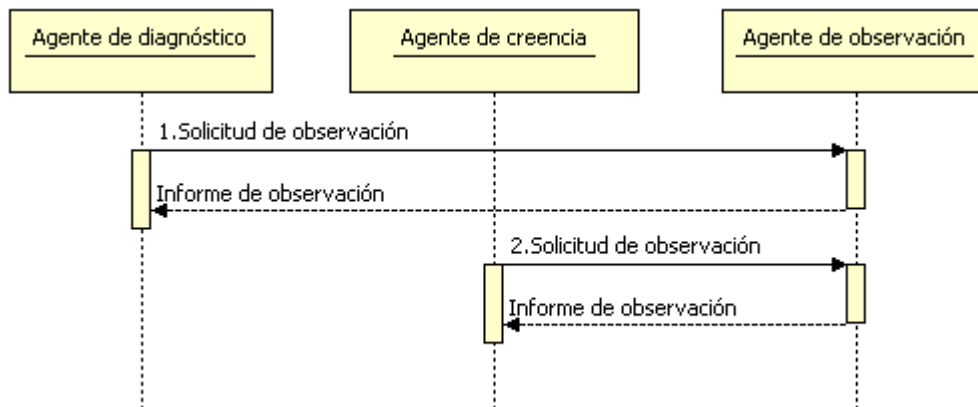 Agente de diagnóstico
Agente de creencia
Agente de observación
1.Solicitud de observación
Informe de observación
2.Solicitud de observación
Informe de observación